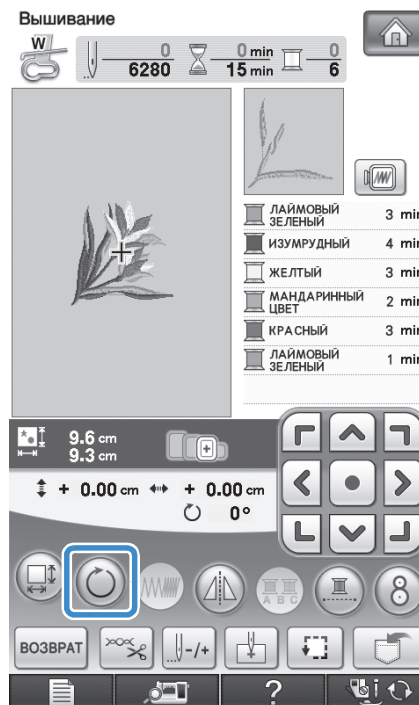 Вышивание
W
0 0 min 0
6280 15 min 6
ЛАЙМОВЫЙ ЗЕЛЕНЫЙ 3 min
ИЗУМРУДНЫЙ 4 min
ЖЕЛТЫЙ 3 min
МАНДАРИННЫЙ ЦВЕТ 2 min
КРАСНЫЙ 3 min
ЛАЙМОВЫЙ ЗЕЛЕНЫЙ 1 min
9.6 cm
9.3 cm
+ 0.00 cm + 0.00 cm
0°
A B C
8
ВОЗВРАТ -/+
?